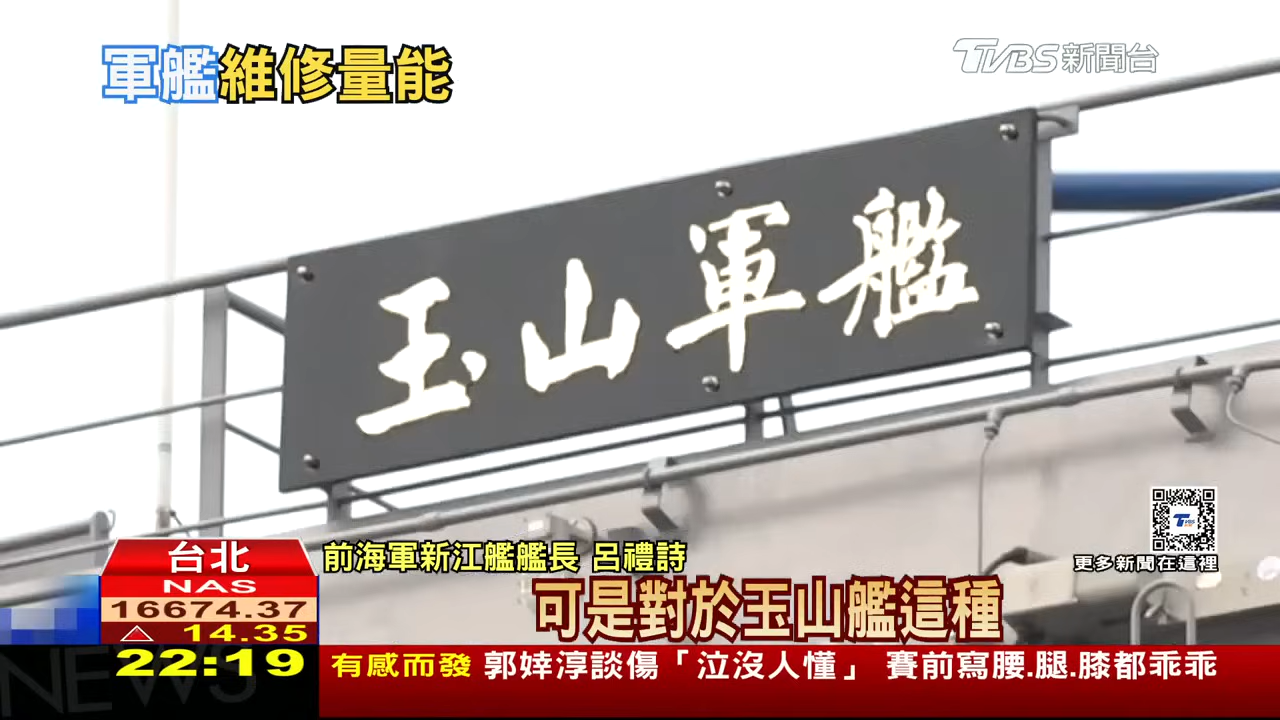 軍艦維修量能
TVBS新聞台
玉山軍艦
TVBS
更多新聞在這裡
台北
前海軍新江艦艦長 呂禮詩
NAS
可是對於玉山艦這種
16674.37
14.35
22:19
有感而發 郭婞淳談傷「泣沒人懂」 賽前寫腰.腿.膝都乖乖
NEWS